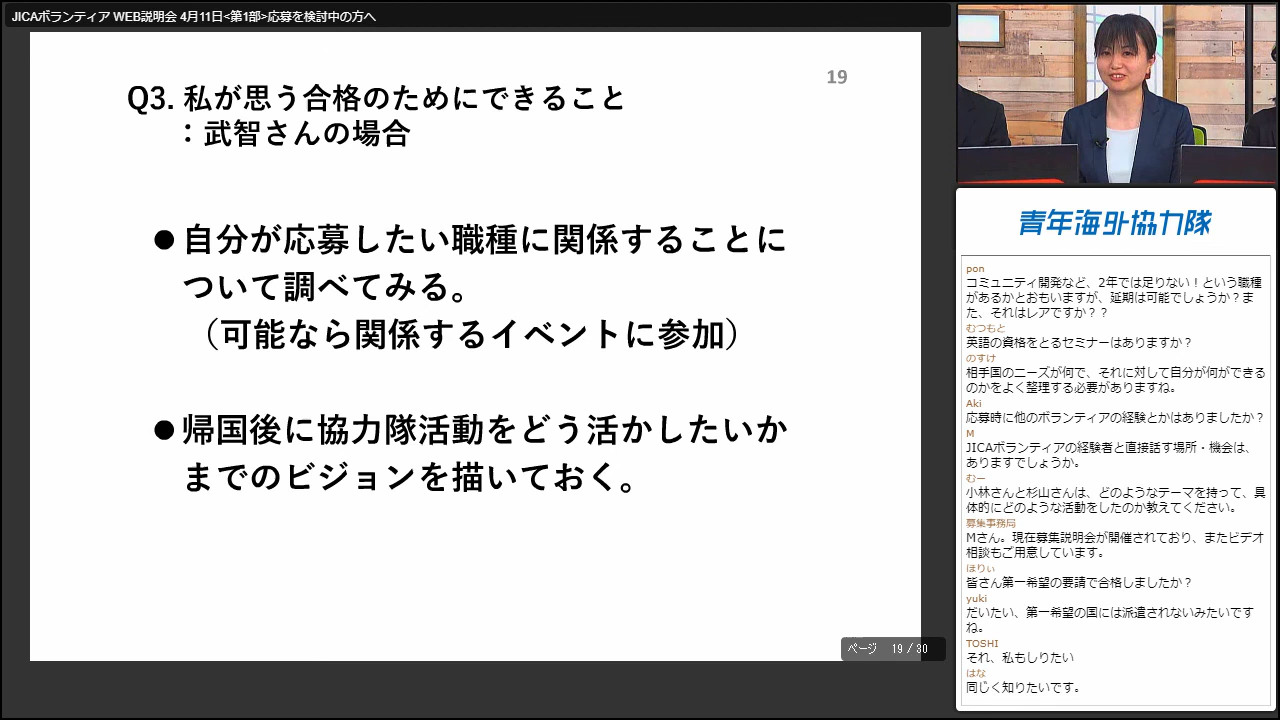 JICAボランティア WEB説明会 4月11日<第1部>応募を検討中の方へ
19
Q3. 私が思う合格のためにできること
：武智さんの場合
●自分が応募したい職種に関係することに
ついて調べてみる。
（可能なら関係するイベントに参加）
●帰国後に協力隊活動をどう活かしたいか
までのビジョンを描いておく。
ページ 19 / 30
青年海外協力隊
pon
コミュニティ開発など、2年では足りない！という職種
があるかとおもいますが、延期は可能でしょうか？ま
た、それはレアですか？？
むつもと
英語の資格をとるセミナーはありますか？
のすけ
相手国のニーズが何で、それに対して自分が何ができる
のかをよく整理する必要がありますね。
Aki
応募時に他のボランティアの経験とかはありましたか？
M
JICAボランティアの経験者と直接話す場所・機会は、
ありますでしょうか。
むー
小林さんと杉山さんは、どのようなテーマを持って、具
体的にどのような活動をしたのか教えてください。
募集事務局
Mさん。現在募集説明会が開催されており、またビデオ
相談もご用意しています。
ほりぃ
皆さん第一希望の要請で合格しましたか？
yuki
だいたい、第一希望の国には派遣されないみたいです
ね。
TOSHI
それ、私もしりたい
はな
同じく知りたいです。